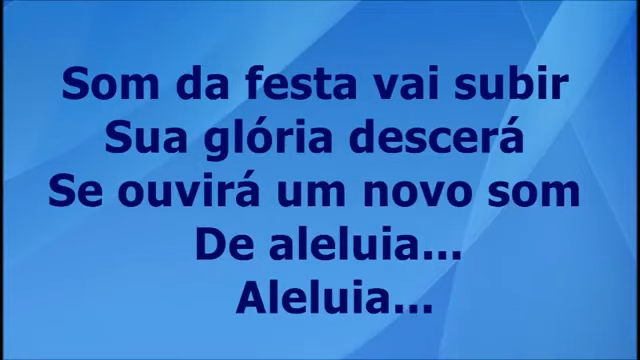 Som da festa vai subir
Sua glória descerá
Se ouvirá um novo som
De aleluia...
Aleluia...